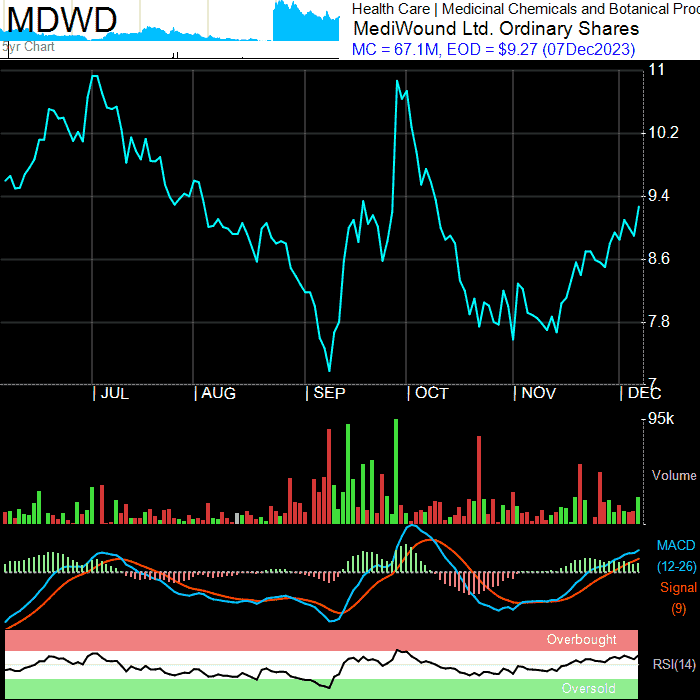 MDWD
5yr Chart
Health Care | Medicinal Chemicals and Botanical Proc
MediWound Ltd. Ordinary Shares
MC = 67.1M, EOD = $9.27 (07Dec2023)
11
10.2
9.4
8.6
7.8
7
JUL AUG SEP OCT NOV DEC
95k
Volume
MACD
(12-26)
Signal
(9)
Overbought
RSI(14)
Oversold